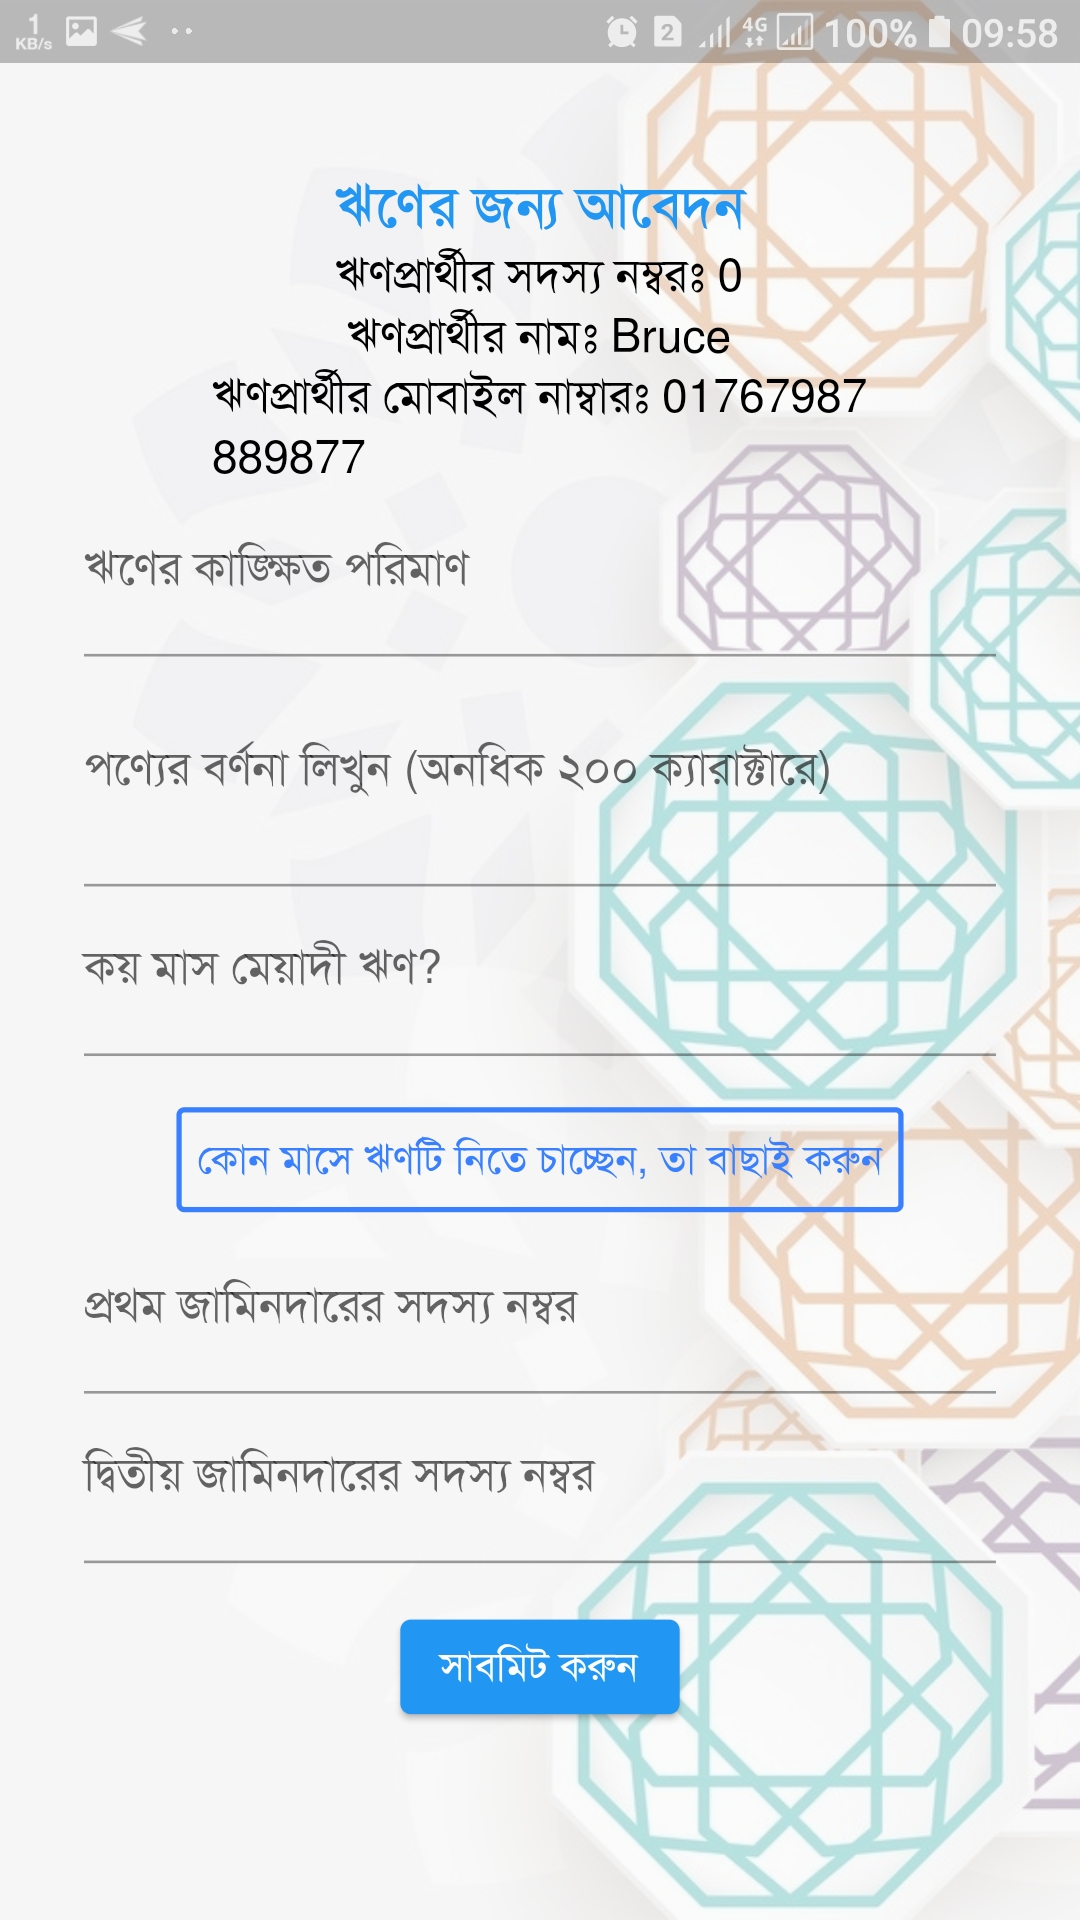 1
KB/s
2
4G
100%
09:58
ঋণের জন্য আবেদন
ঋণপ্রার্থীর সদস্য নম্বরঃ 0
ঋণপ্রার্থীর নামঃ Bruce
ঋণপ্রার্থীর মোবাইল নাম্বারঃ 01767987
889877
ঋণের কাঙ্ক্ষিত পরিমাণ
পণ্যের বর্ণনা লিখুন (অনধিক ২০০ ক্যারাক্টারে)
কয় মাস মেয়াদী ঋণ?
কোন মাসে ঋণটি নিতে চাচ্ছেন, তা বাছাই করুন
প্রথম জামিনদারের সদস্য নম্বর
দ্বিতীয় জামিনদারের সদস্য নম্বর
সাবমিট করুন